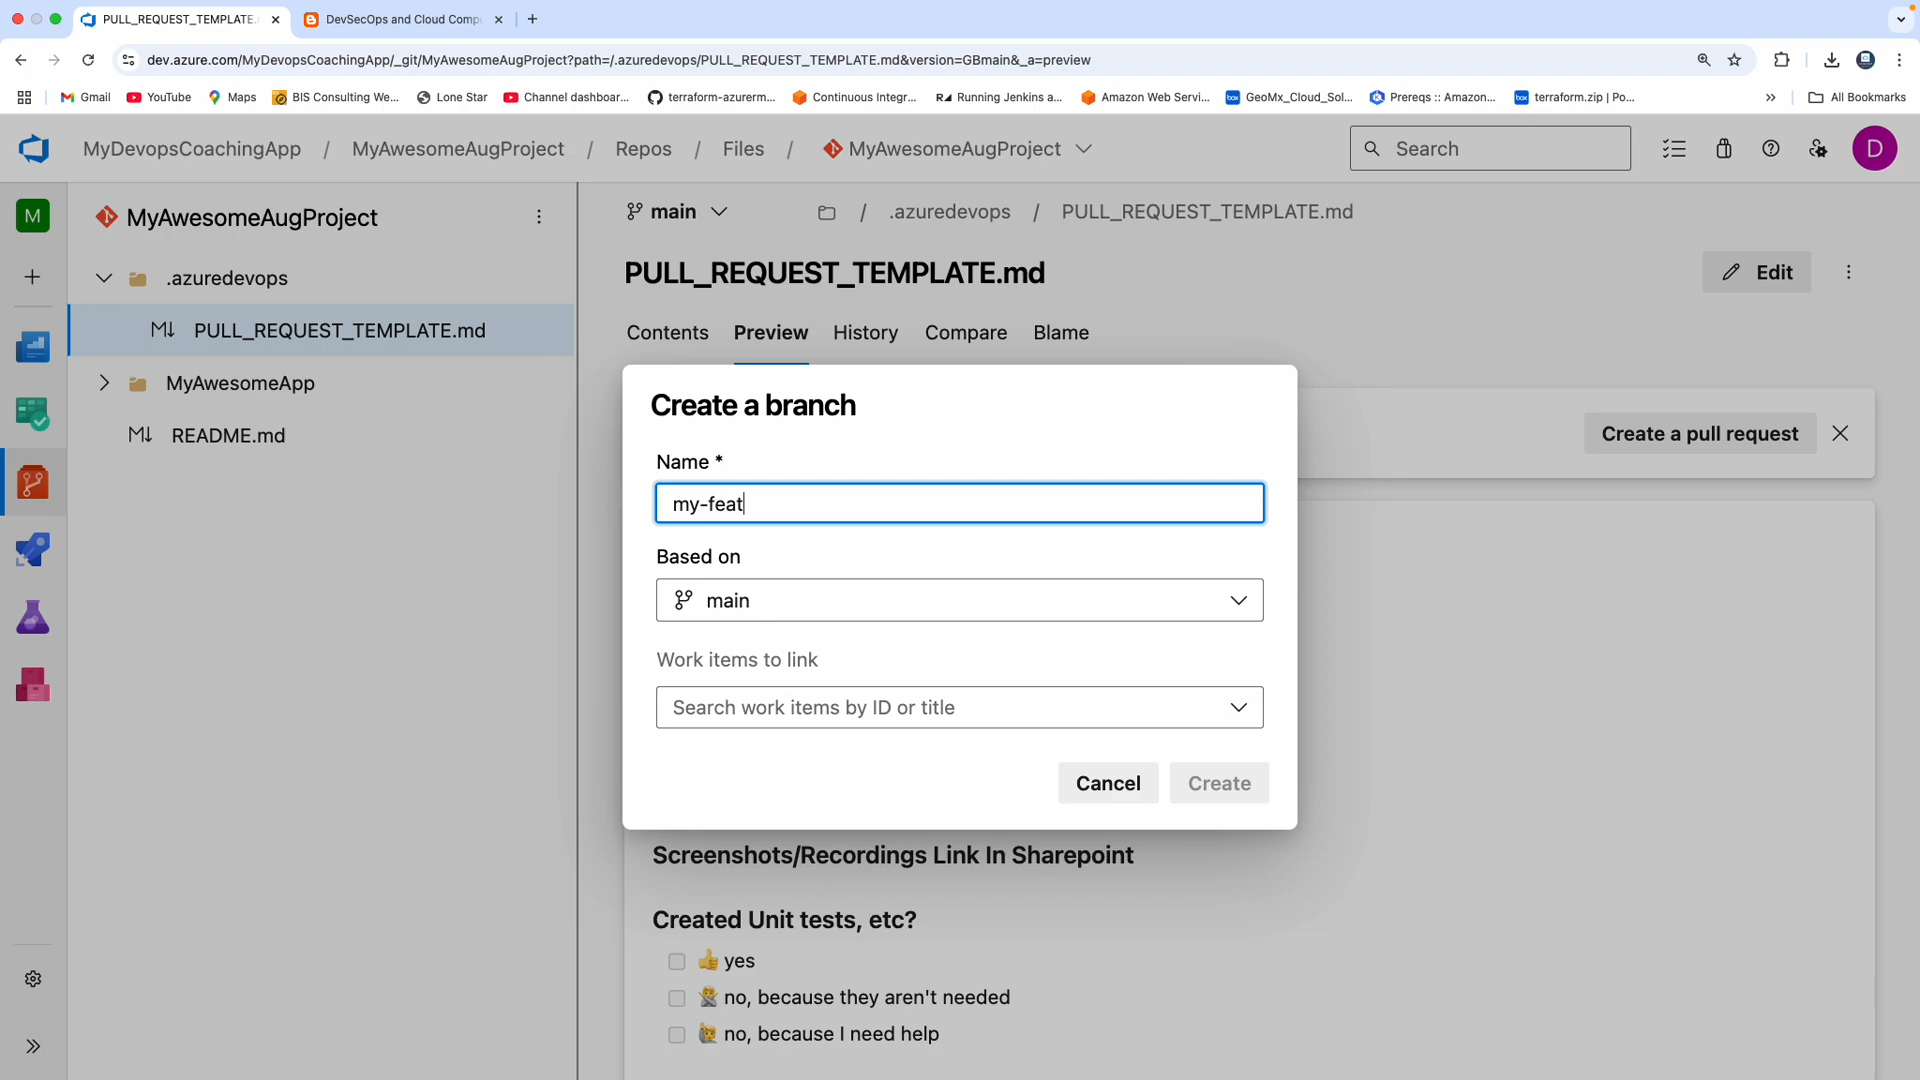 PULL_REQUEST_TEMPLATE.
DevSecOps and Cloud Compu
dev.azure.com/MyDevopsCoachingApp/_git/MyAwesomeAugProject?path=/.azuredevops/PULL_REQUEST_TEMPLATE.md&version=GBmain&_a=preview
Gmail
YouTube
Maps
BIS Consulting We...
Lone Star
Channel dashboar...
terraform-azurerm...
Continuous Integr...
Running Jenkins a...
Amazon Web Servi...
GeoMx_Cloud_Sol...
Prereqs :: Amazon...
terraform.zip | Po...
All Bookmarks
MyDevopsCoachingApp / MyAwesomeAugProject / Repos / Files / MyAwesomeAugProject
Search
D
M
MyAwesomeAugProject
.azuredevops
PULL_REQUEST_TEMPLATE.md
MyAwesomeApp
README.md
main
/ .azuredevops / PULL_REQUEST_TEMPLATE.md
PULL_REQUEST_TEMPLATE.md
Edit
Contents
Preview
History
Compare
Blame
Create a pull request
Create a branch
Name *
my-feat
Based on
main
Work items to link
Search work items by ID or title
Cancel
Create
Screenshots/Recordings Link In Sharepoint
Created Unit tests, etc?
👍 yes
🙅 no, because they aren't needed
🙋 no, because I need help